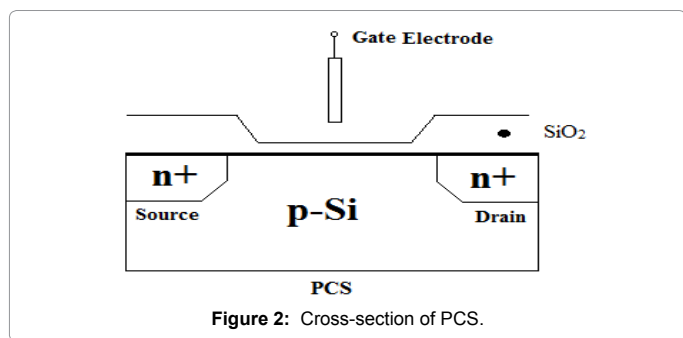 Gate Electrode
SiO₂
n+
n+
Source
p-Si
Drain
PCS
Figure 2: Cross-section of PCS.